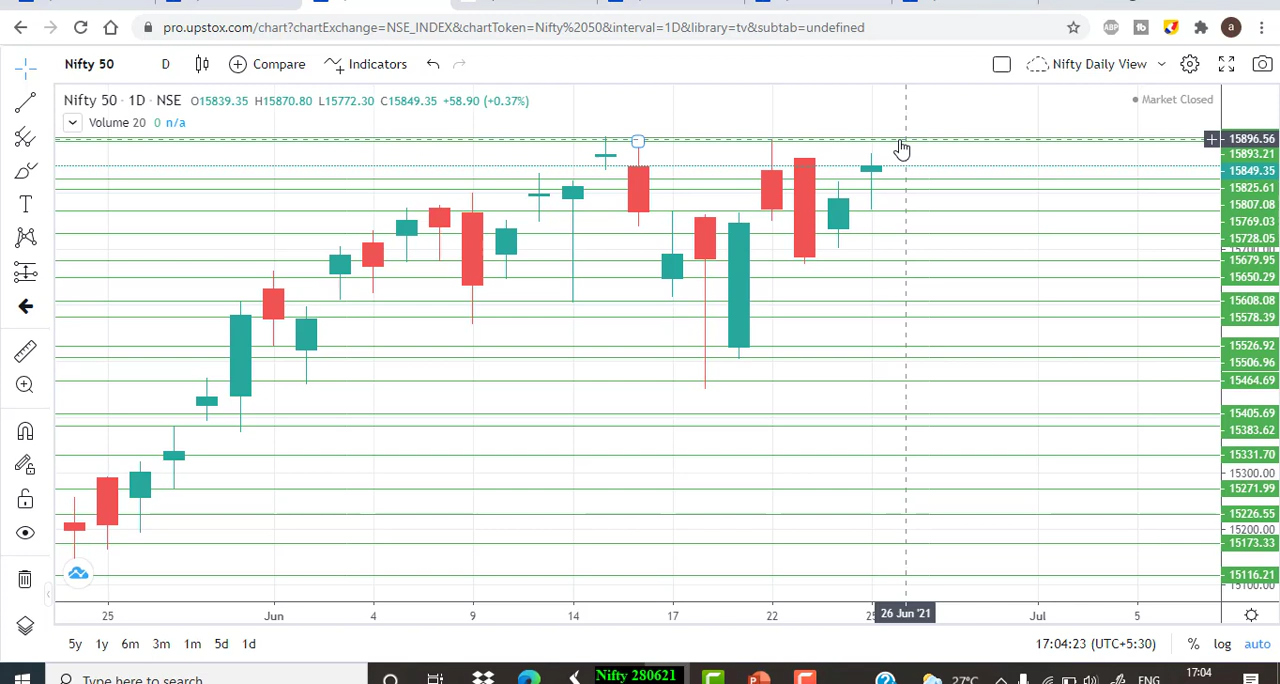 pro.upstox.com/chart?chartExchange=NSE_INDEX&chartToken=Nifty%2050&interval=1D&library=tv&subtab=undefined
ABP
a
Nifty 50 D Compare Indicators Nifty Daily View
Nifty 50 · 1D · NSE O15839.35 H15870.80 L15772.30 C15849.35 +58.90 (+0.37%)
Market Closed
Volume 20 0 n/a
T
15896.56
15893.21
15849.35
15825.61
15807.08
15769.03
15728.05
15679.95
15650.29
15608.08
15578.39
15526.92
15506.96
15464.69
15405.69
15383.62
15331.70
15300.00
15271.99
15226.55
15200.00
15173.33
15116.21
25 Jun 4 9 14 17 22 26 Jun '21 Jul 5
5y 1y 6m 3m 1m 5d 1d 17:04:23 (UTC+5:30) % log auto
Type here to search Nifty 280621 27°C ENG 17:04